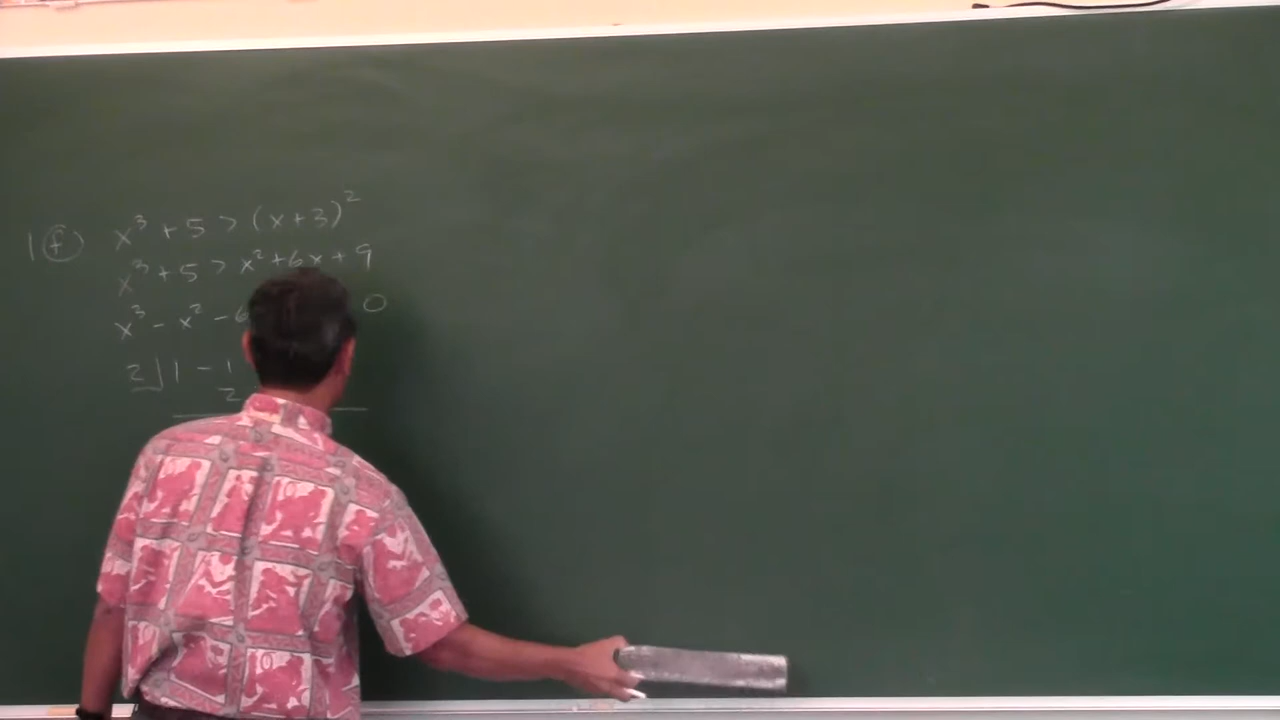 1 (f) x³ + 5 > (x+3)²
x³ + 5 > x² + 6x + 9
x³ - x² - 6 0
2 1 - 1
2